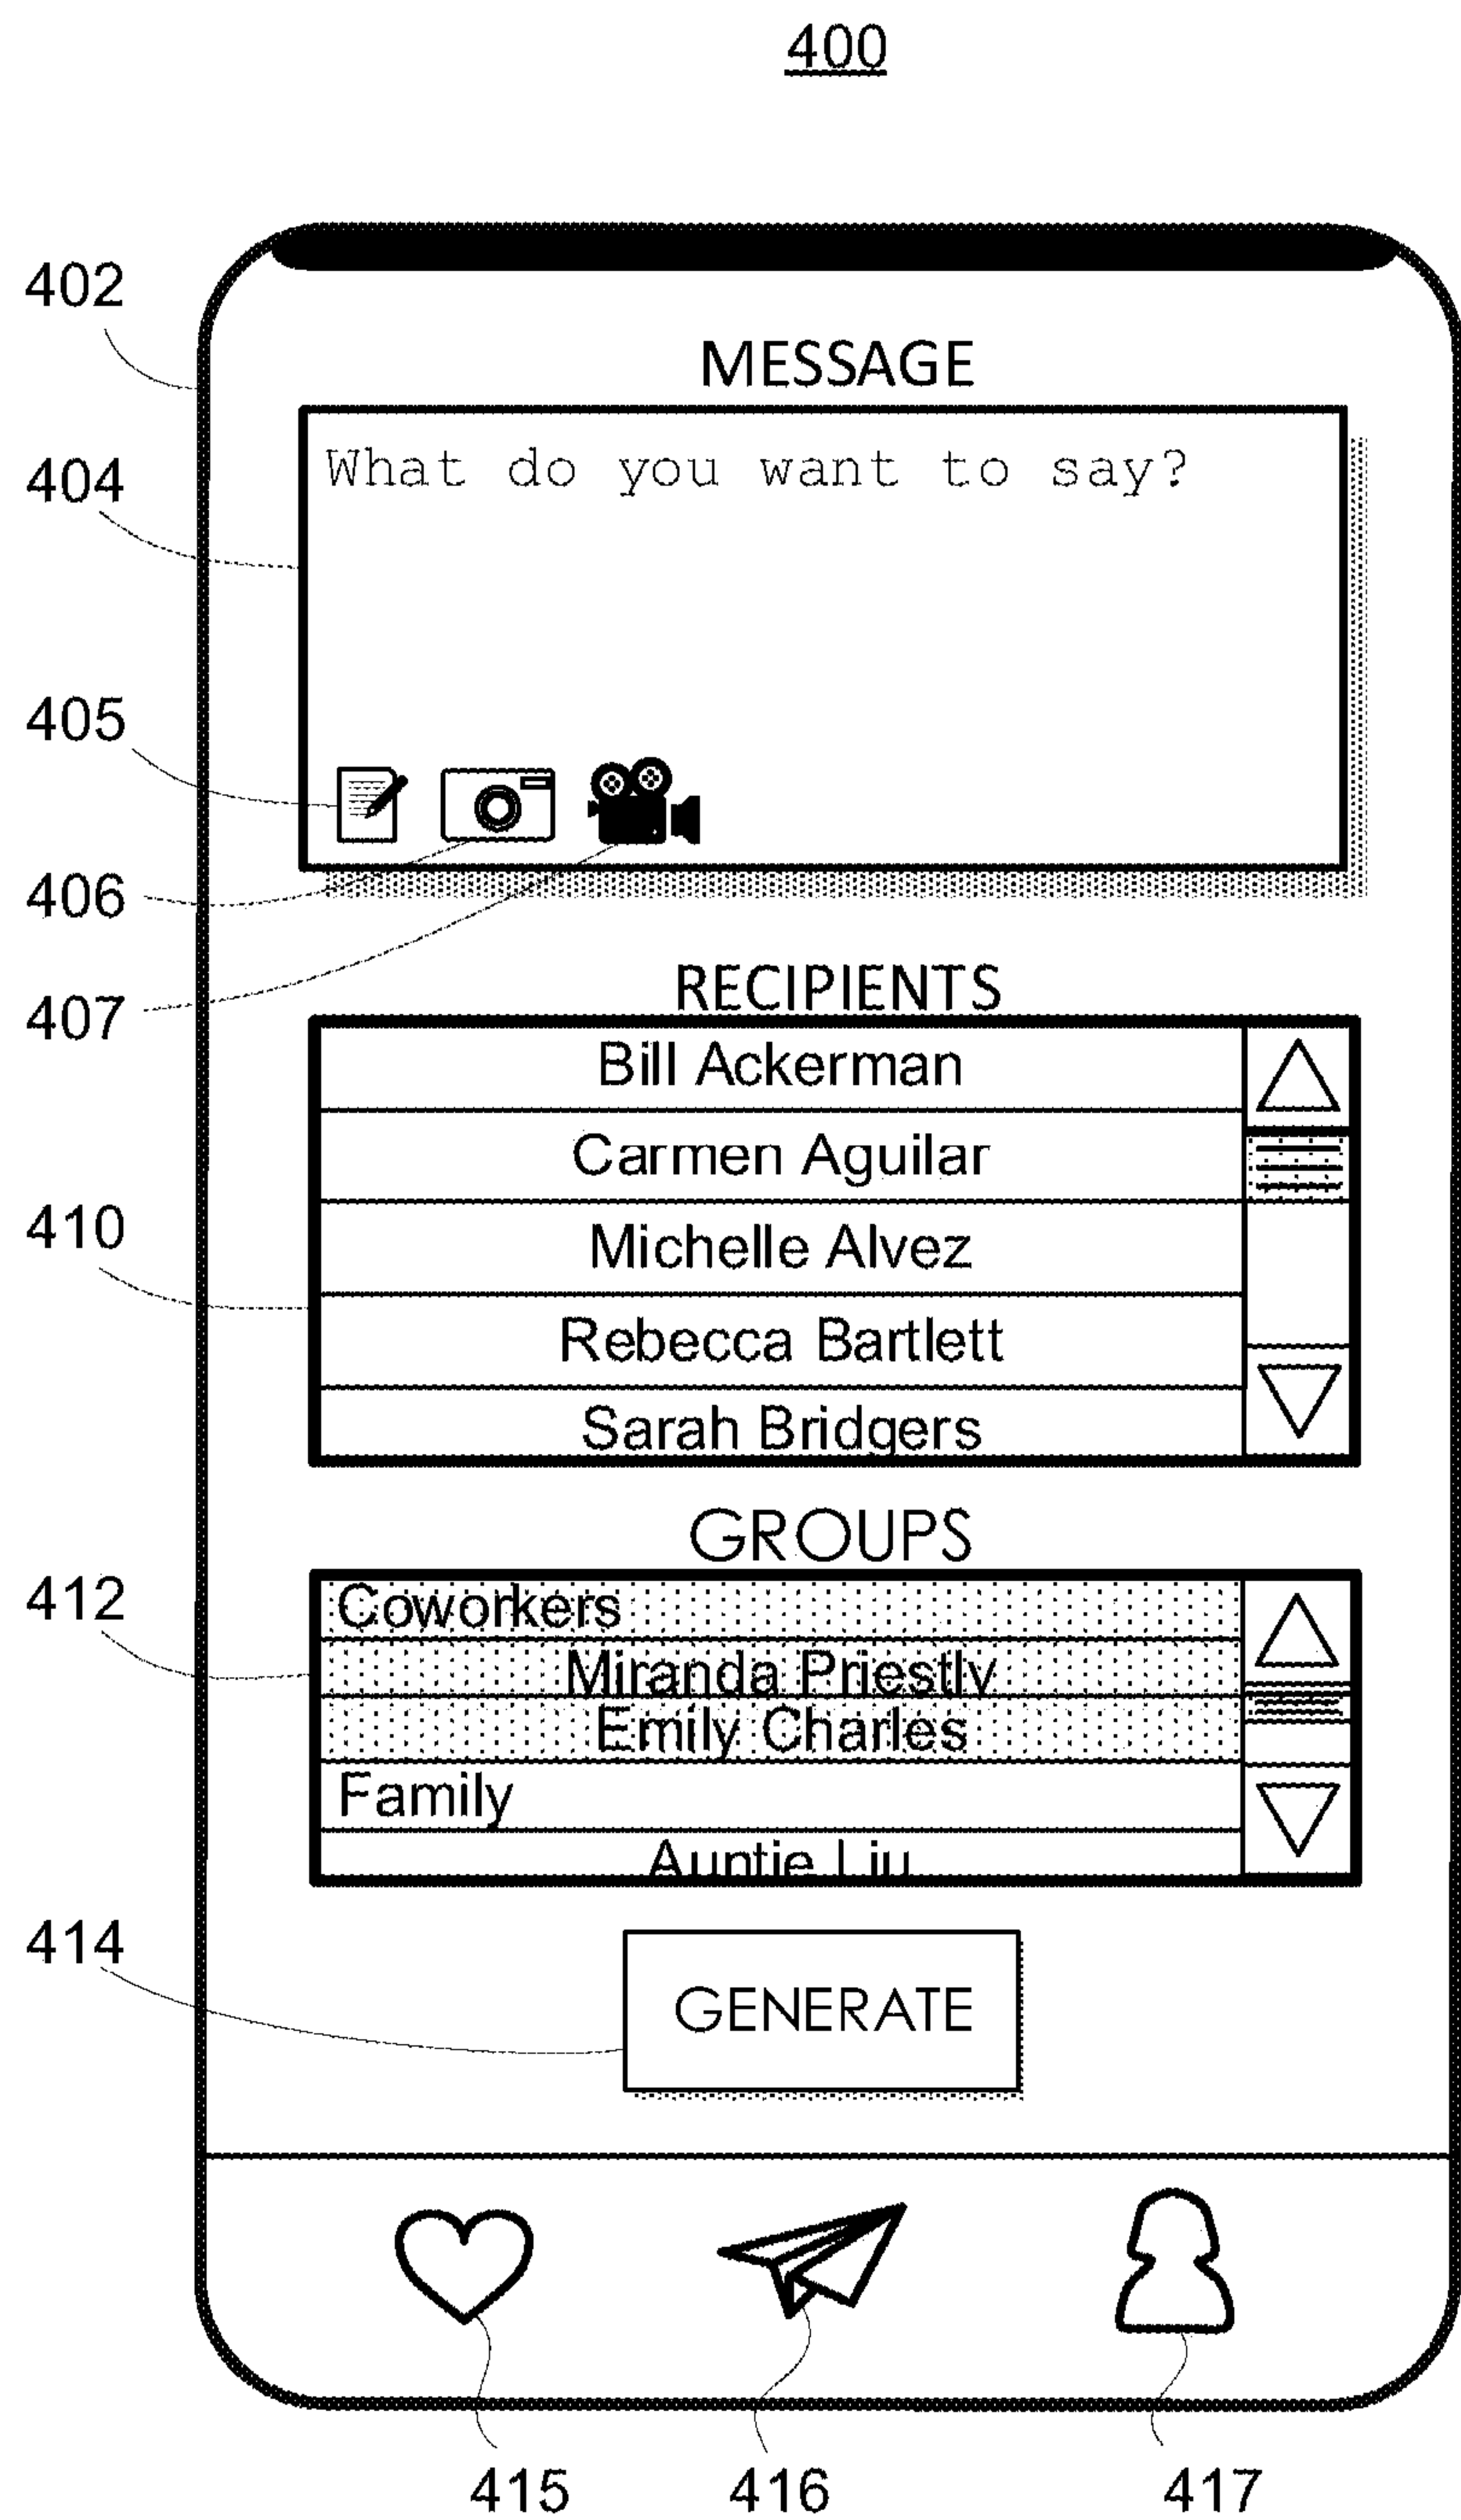 400
402
MESSAGE
404
What do you want to say?
405
406
407
RECIPIENTS
Bill Ackerman
Carmen Aguilar
410
Michelle Alvez
Rebecca Bartlett
Sarah Bridgers
GROUPS
412
Coworkers
Miranda Priestly
Emily Charles
Family
Auntie Liu
414
GENERATE
415 416 417